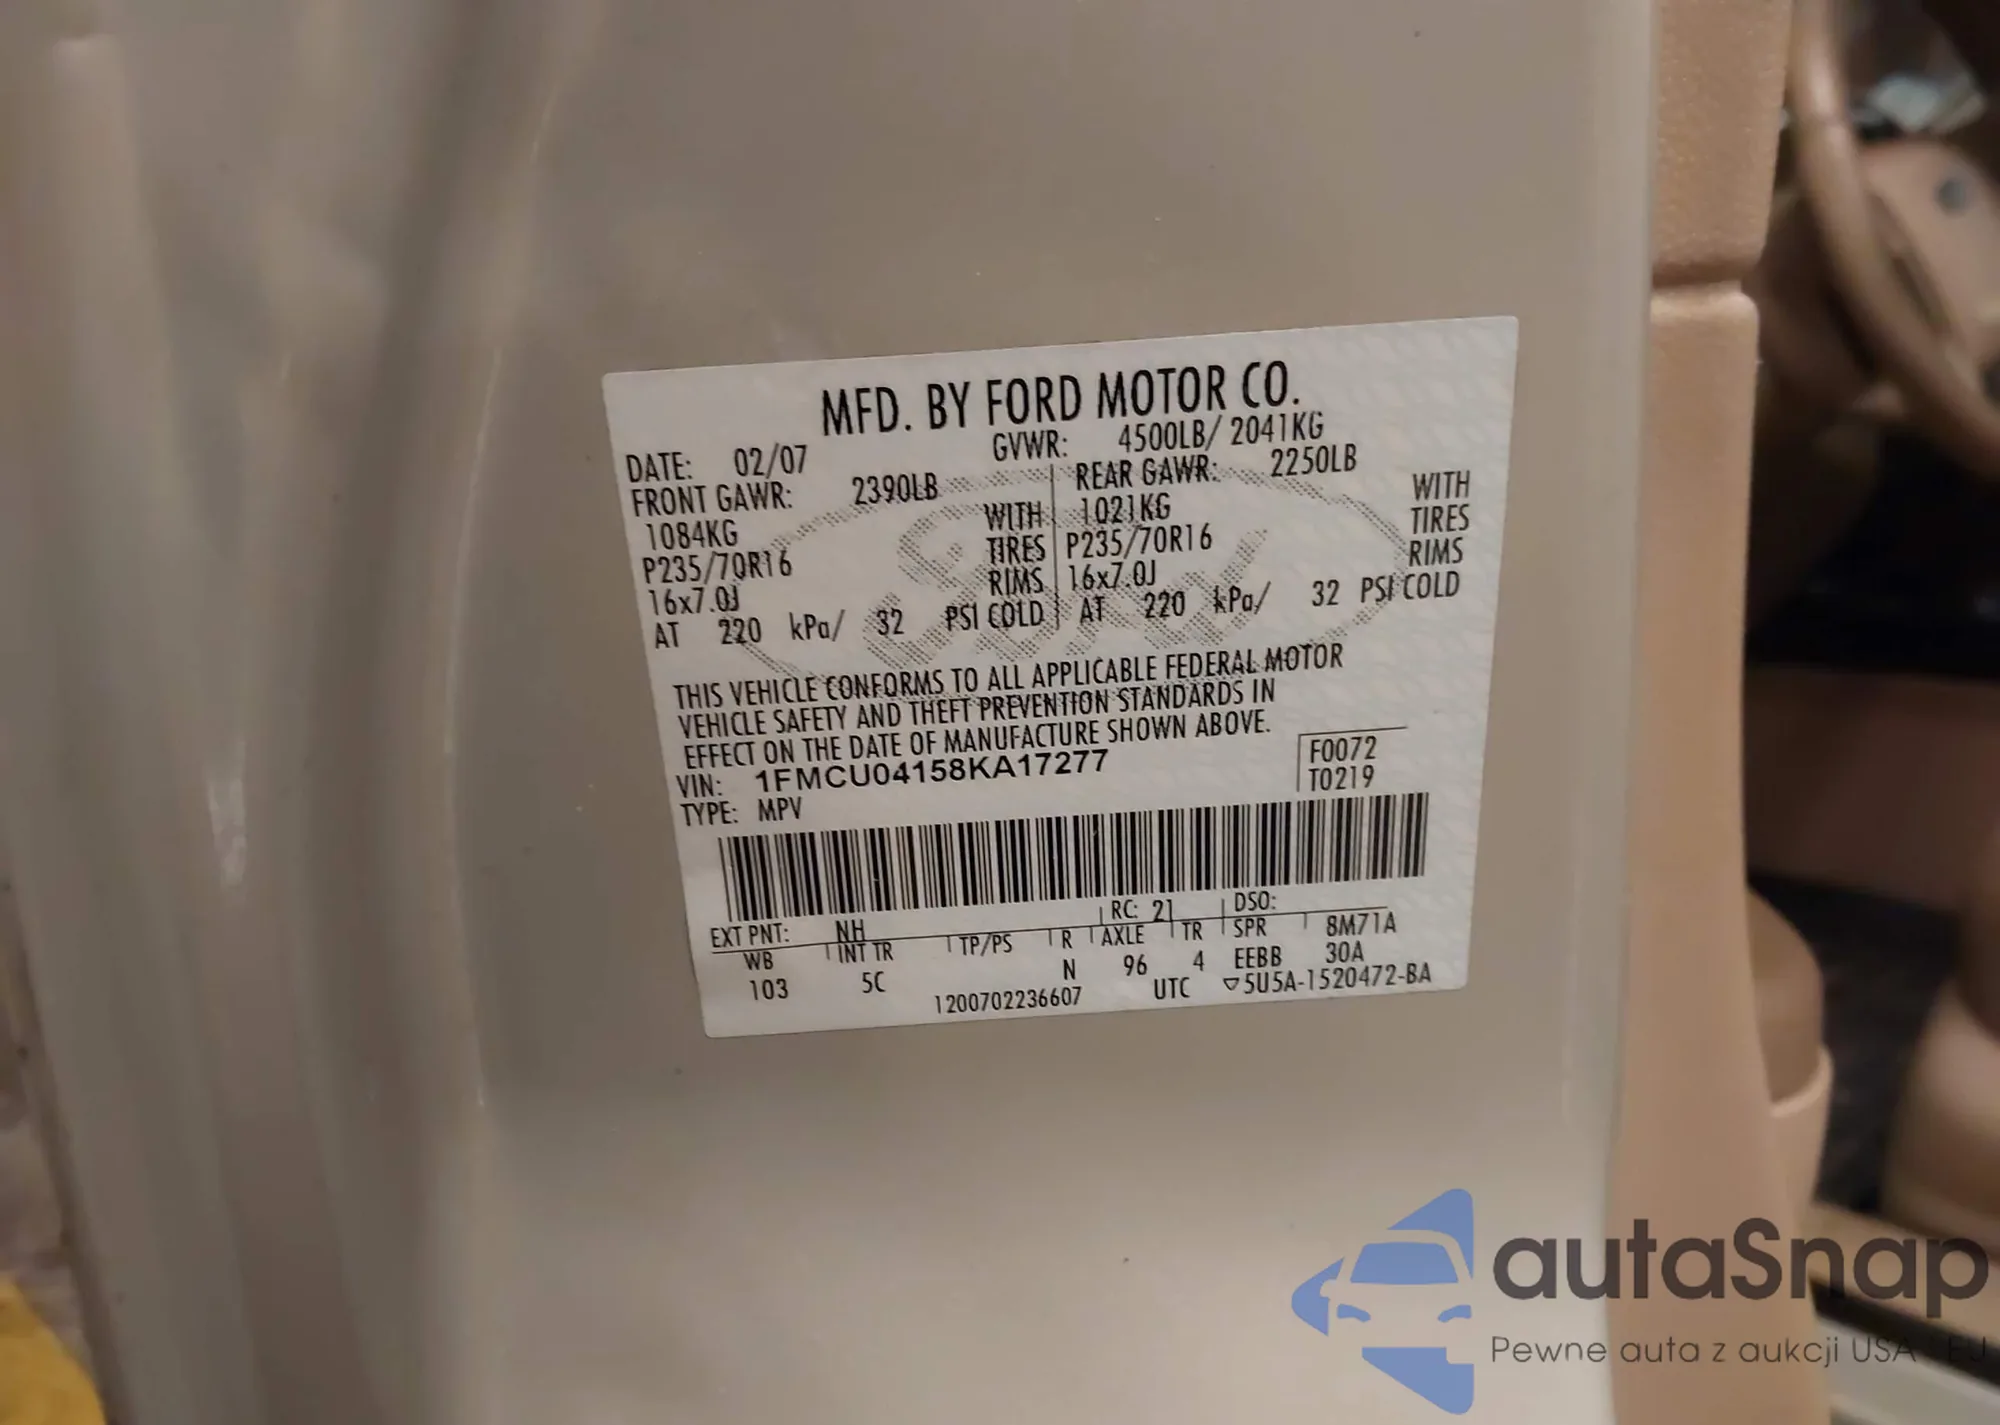 MFD. BY FORD MOTOR CO.
DATE: 02/07 GVWR: 4500LB/ 2041KG
FRONT GAWR: 2390LB REAR GAWR: 2250LB
1084KG WITH 1021KG WITH
P235/70R16 TIRES P235/70R16 TIRES
16x7.0J RIMS 16x7.0J RIMS
AT 220 kPa/ 32 PSI COLD AT 220 kPa/ 32 PSI COLD
THIS VEHICLE CONFORMS TO ALL APPLICABLE FEDERAL MOTOR
VEHICLE SAFETY AND THEFT PREVENTION STANDARDS IN
EFFECT ON THE DATE OF MANUFACTURE SHOWN ABOVE.
VIN: 1FMCU04158KA17277 F0072
TYPE: MPV T0219
EXT PNT: NH RC: 21 DSO:
WB INT TR TP/PS R AXLE TR SPR 8M71A
103 5C N 96 4 EEBB 30A
1200702236607 UTC ▽5U5A-1520472-BA
autaSnap
Pewne auta z aukcji USA EU